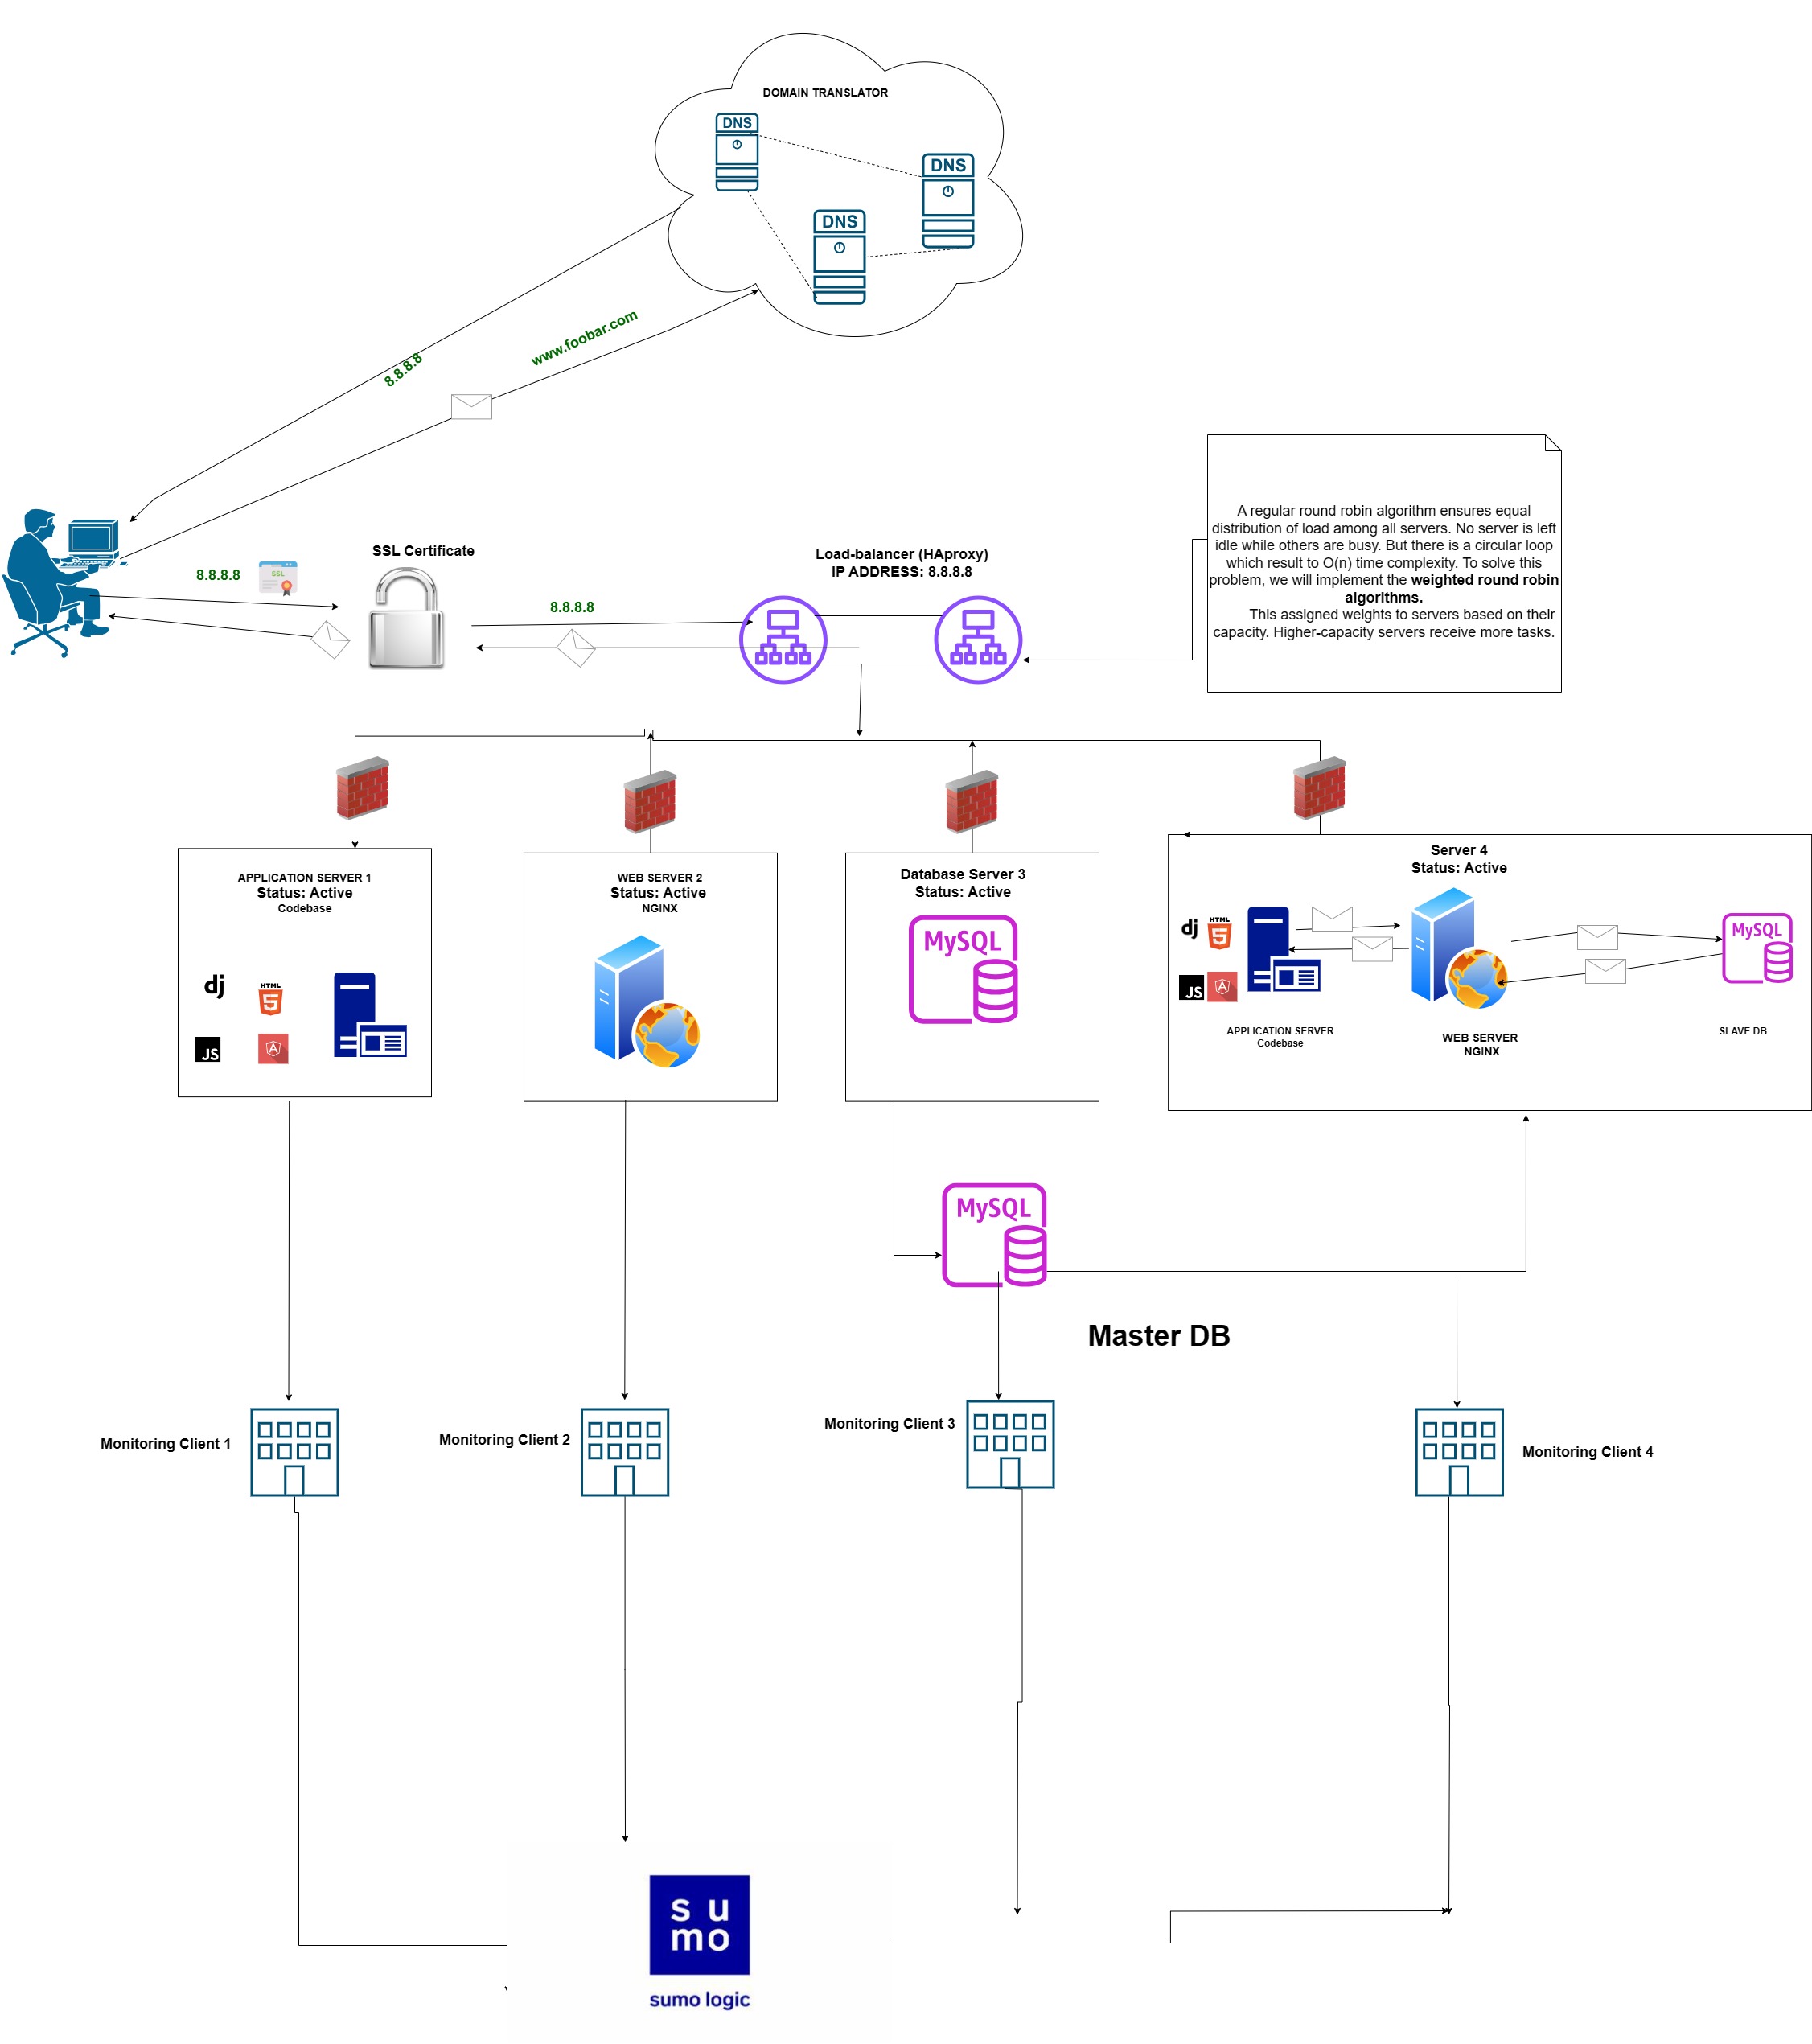 DOMAIN TRANSLATOR
DNS
DNS
DNS
www.foobar.com
8.8.8.8
A regular round robin algorithm ensures equal
distribution of load among all servers. No server is left
idle while others are busy. But there is a circular loop
which result to O(n) time complexity. To solve this
problem, we will implement the weighted round robin
algorithms.
This assigned weights to servers based on their
capacity. Higher-capacity servers receive more tasks.
SSL Certificate
Load-balancer (HAproxy)
IP ADDRESS: 8.8.8.8
8.8.8.8
SSL
8.8.8.8
APPLICATION SERVER 1
Status: Active
Codebase
dj
HTML
5
JS
A
WEB SERVER 2
Status: Active
NGINX
Database Server 3
Status: Active
MySQL
Server 4
Status: Active
dj
HTML
5
JS
A
MySQL
APPLICATION SERVER
Codebase
WEB SERVER
NGINX
SLAVE DB
MySQL
Master DB
Monitoring Client 1
Monitoring Client 2
Monitoring Client 3
Monitoring Client 4
su
mo
sumo logic